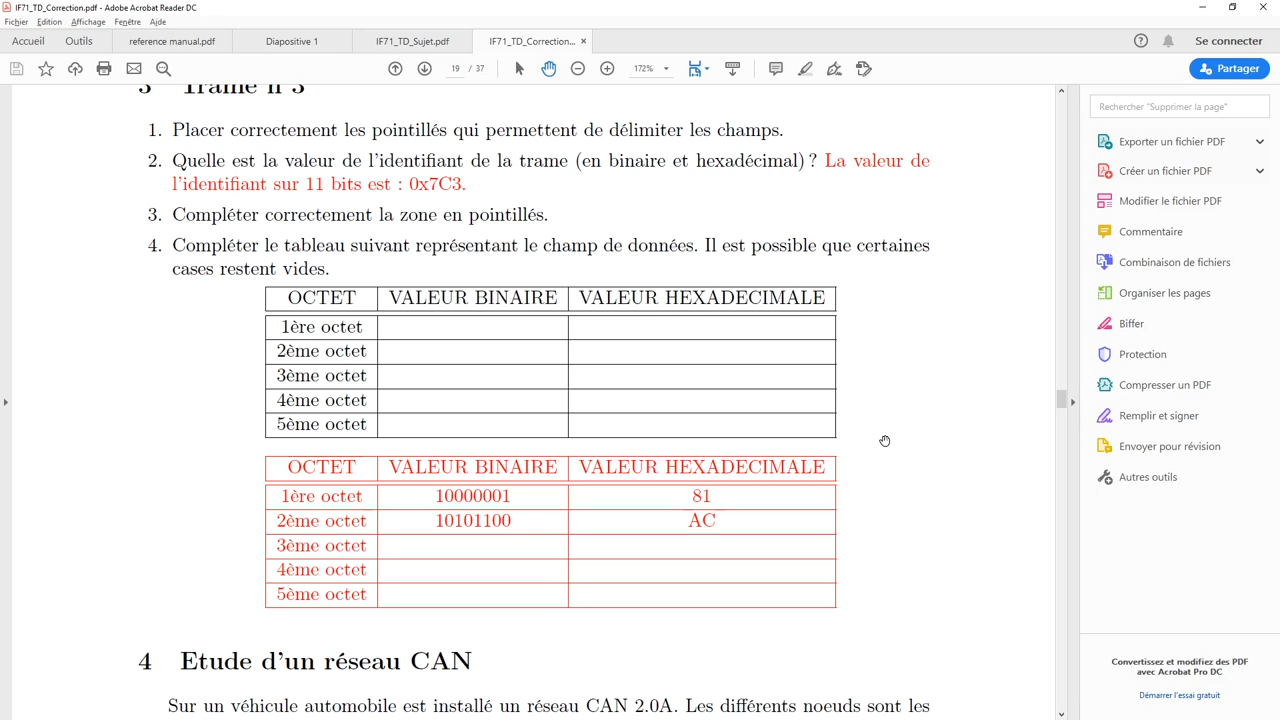 IF71_TD_Correction.pdf - Adobe Acrobat Reader DC
Fichier Edition Affichage Fenêtre Aide
Accueil Outils reference manual.pdf Diapositive 1 IF71_TD_Sujet.pdf IF71_TD_Correction... × Se connecter
19 / 37 172% Partager
3 Trame n°3
1. Placer correctement les pointillés qui permettent de délimiter les champs.
2. Quelle est la valeur de l'identifiant de la trame (en binaire et hexadécimal) ? La valeur de
l'identifiant sur 11 bits est : 0x7C3.
3. Compléter correctement la zone en pointillés.
4. Compléter le tableau suivant représentant le champ de données. Il est possible que certaines
cases restent vides.
OCTET VALEUR BINAIRE VALEUR HEXADECIMALE
1ère octet
2ème octet
3ème octet
4ème octet
5ème octet
OCTET VALEUR BINAIRE VALEUR HEXADECIMALE
1ère octet 10000001 81
2ème octet 10101100 AC
3ème octet
4ème octet
5ème octet
4 Etude d'un réseau CAN
Sur un véhicule automobile est installé un réseau CAN 2.0A. Les différents noeuds sont les
Rechercher "Supprimer la page"
Exporter un fichier PDF
Créer un fichier PDF
Modifier le fichier PDF
Commentaire
Combinaison de fichiers
Organiser les pages
Biffer
Protection
Compresser un PDF
Remplir et signer
Envoyer pour révision
Autres outils
Convertissez et modifiez des PDF
avec Acrobat Pro DC
Démarrer l'essai gratuit